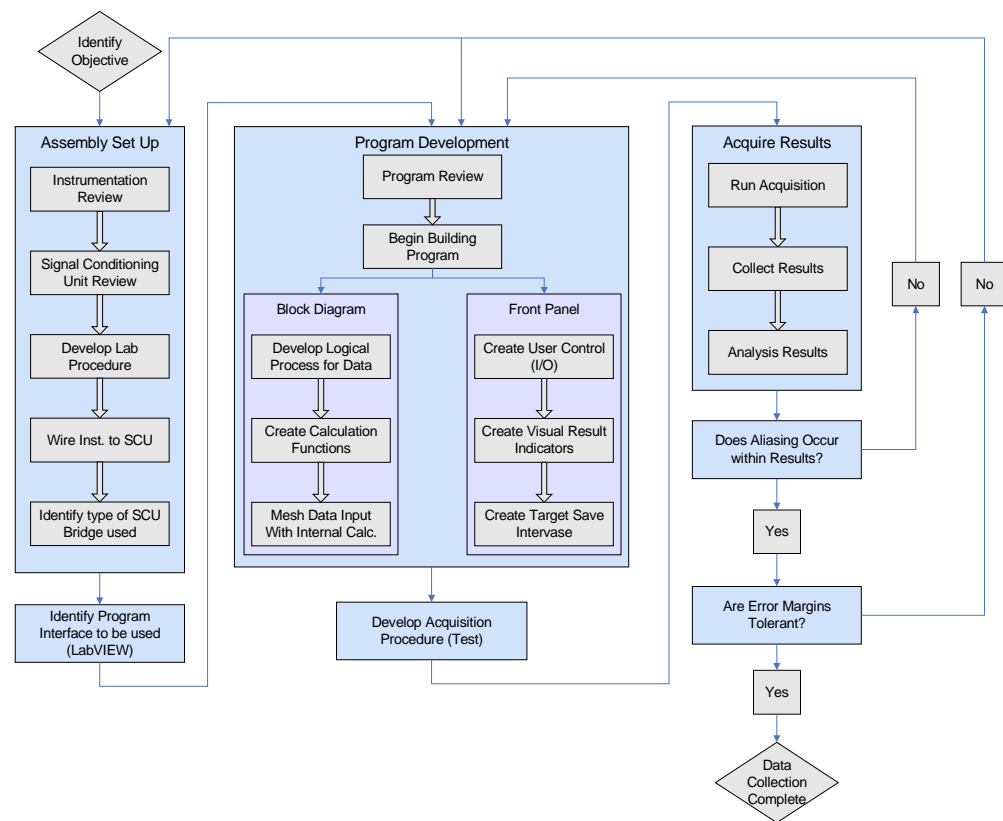 Identify
Objective
Assembly Set Up
Instrumentation
Review
Signal Conditioning
Unit Review
Develop Lab
Procedure
Wire Inst. to SCU
Identify type of SCU
Bridge used
Identify Program
Interface to be used
(LabVIEW)
Program Development
Program Review
Begin Building
Program
Block Diagram
Develop Logical
Process for Data
Create Calculation
Functions
Mesh Data Input
With Internal Calc.
Front Panel
Create User Control
(I/O)
Create Visual Result
Indicators
Create Target Save
Intervase
Develop Acquisition
Procedure (Test)
Acquire Results
Run Acquisition
Collect Results
Analysis Results
Does Aliasing Occur
within Results?
No
No
Yes
Are Error Margins
Tolerant?
Yes
Data
Collection
Complete